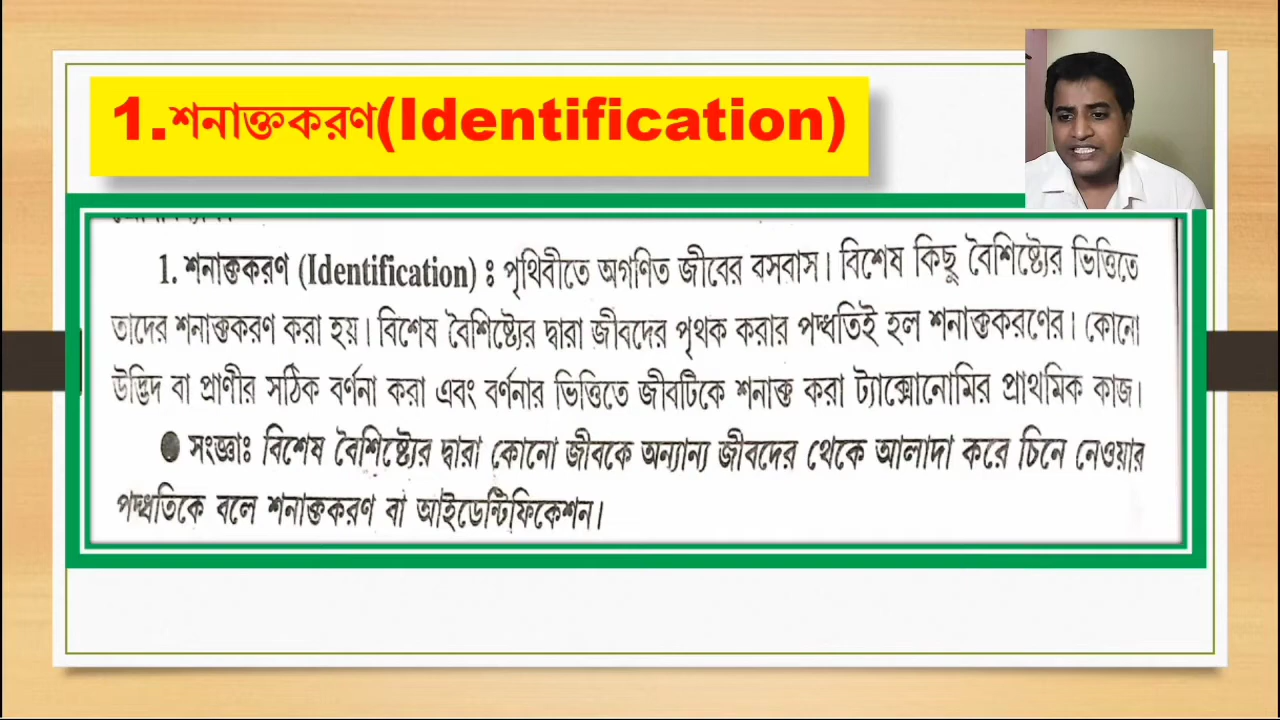 1.শনাক্তকরণ(Identification)
1. শনাক্তকরণ (Identification) ঃ পৃথিবীতে অগণিত জীবের বসবাস। বিশেষ কিছু বৈশিষ্ট্যের ভিত্তিতে
তাদের শনাক্তকরণ করা হয়। বিশেষ বৈশিষ্ট্যের দ্বারা জীবদের পৃথক করার পদ্ধতিই হল শনাক্তকরণের। কোনো
উদ্ভিদ বা প্রাণীর সঠিক বর্ণনা করা এবং বর্ণনার ভিত্তিতে জীবটিকে শনাক্ত করা ট্যাক্সোনোমির প্রাথমিক কাজ।
● সংজ্ঞাঃ বিশেষ বৈশিষ্ট্যের দ্বারা কোনো জীবকে অন্যান্য জীবদের থেকে আলাদা করে চিনে নেওয়ার
পদ্ধতিকে বলে শনাক্তকরণ বা আইডেন্টিফিকেশন।